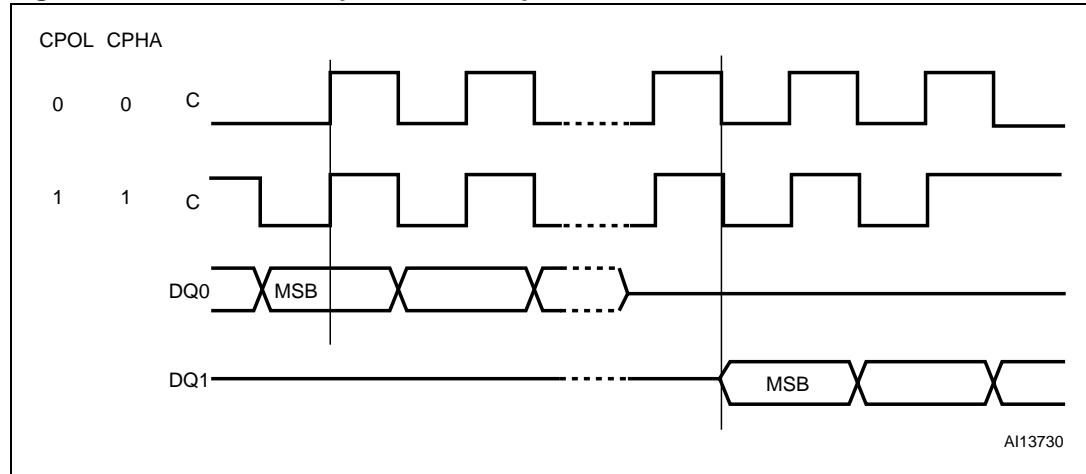 CPOL CPHA
0 0 C
1 1 C
DQ0 MSB
DQ1 MSB
AI13730